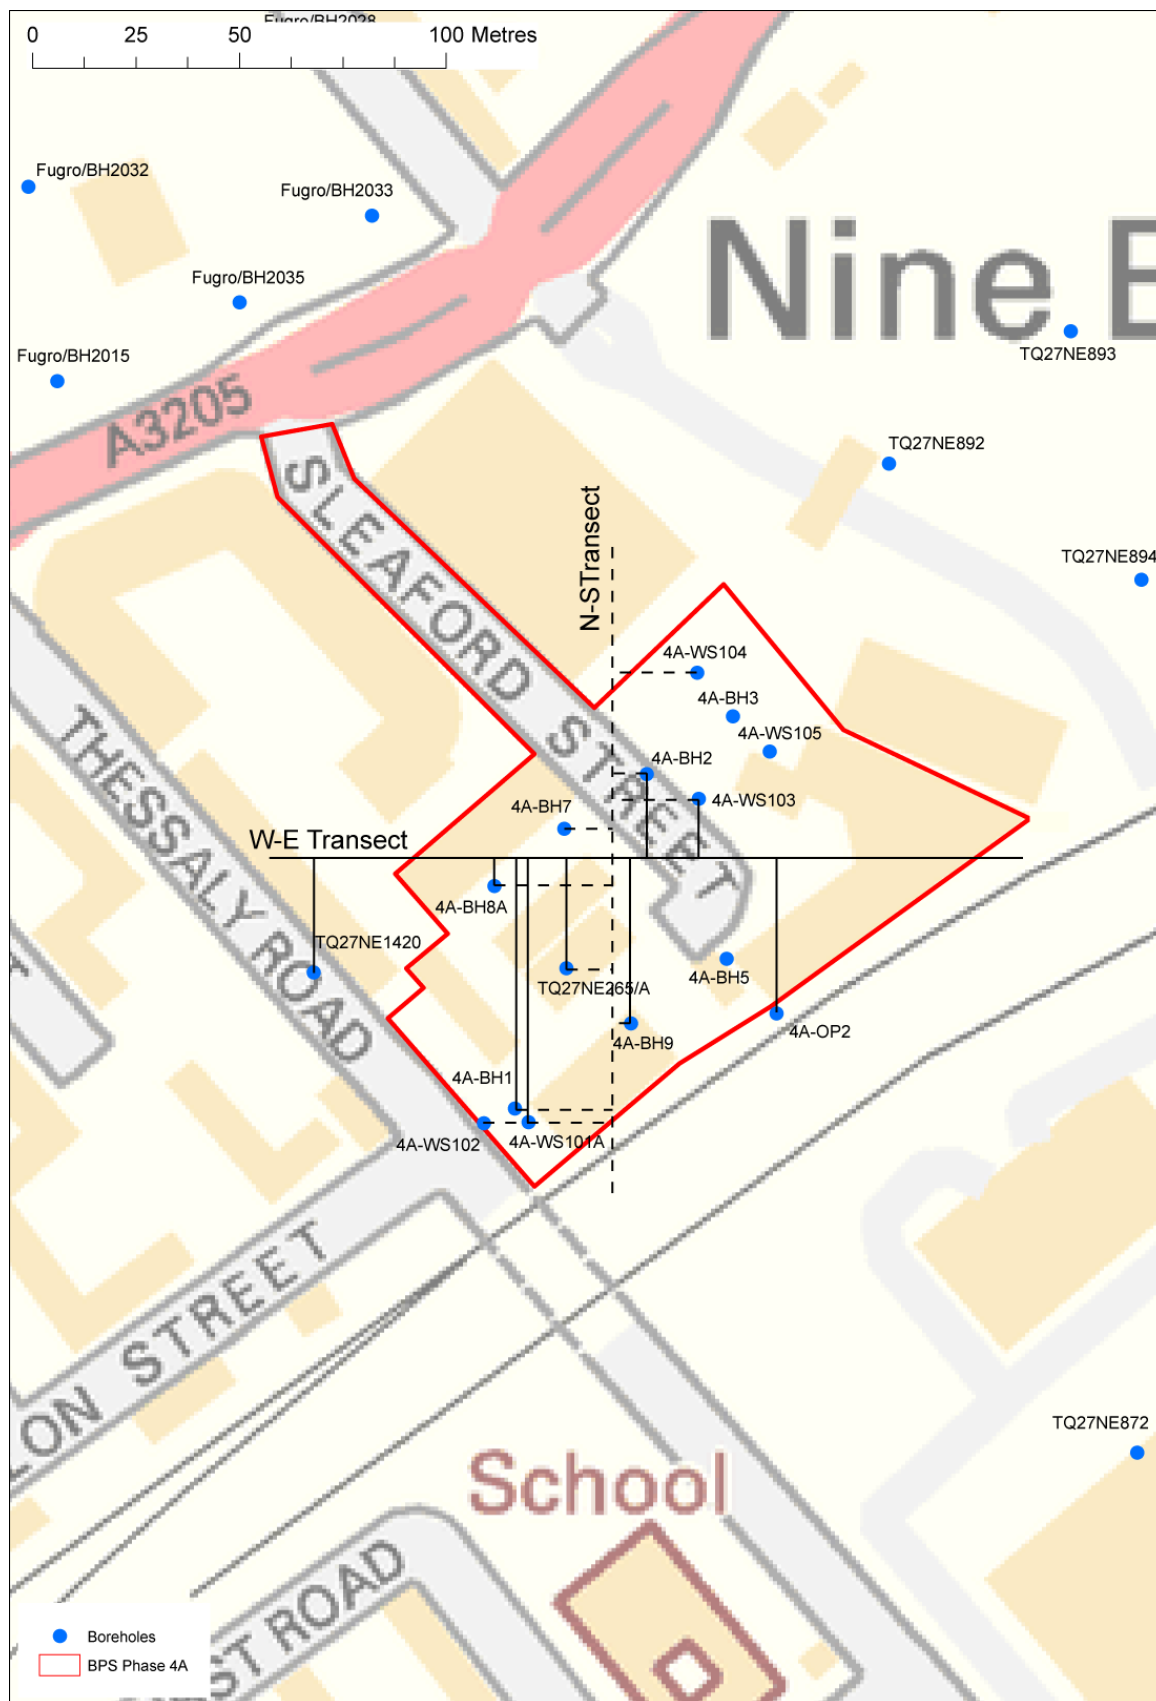 Fugro/BH2028
0 25 50 100 Metres
Fugro/BH2032
Fugro/BH2033
Nine
Fugro/BH2035
TQ27NE893
Fugro/BH2015
A3205
TQ27NE892
SLEAFORD STREET
N-STransect
TQ27NE894
4A-WS104
4A-BH3
4A-WS105
4A-BH2
4A-WS103
4A-BH7
W-E Transect
THESSALY ROAD
4A-BH8A
TQ27NE1420
4A-BH5
TQ27NE265/A
4A-OP2
4A-BH9
4A-BH1
4A-WS102
4A-WS101A
LON STREET
TQ27NE872
School
ST ROAD
Boreholes
BPS Phase 4A